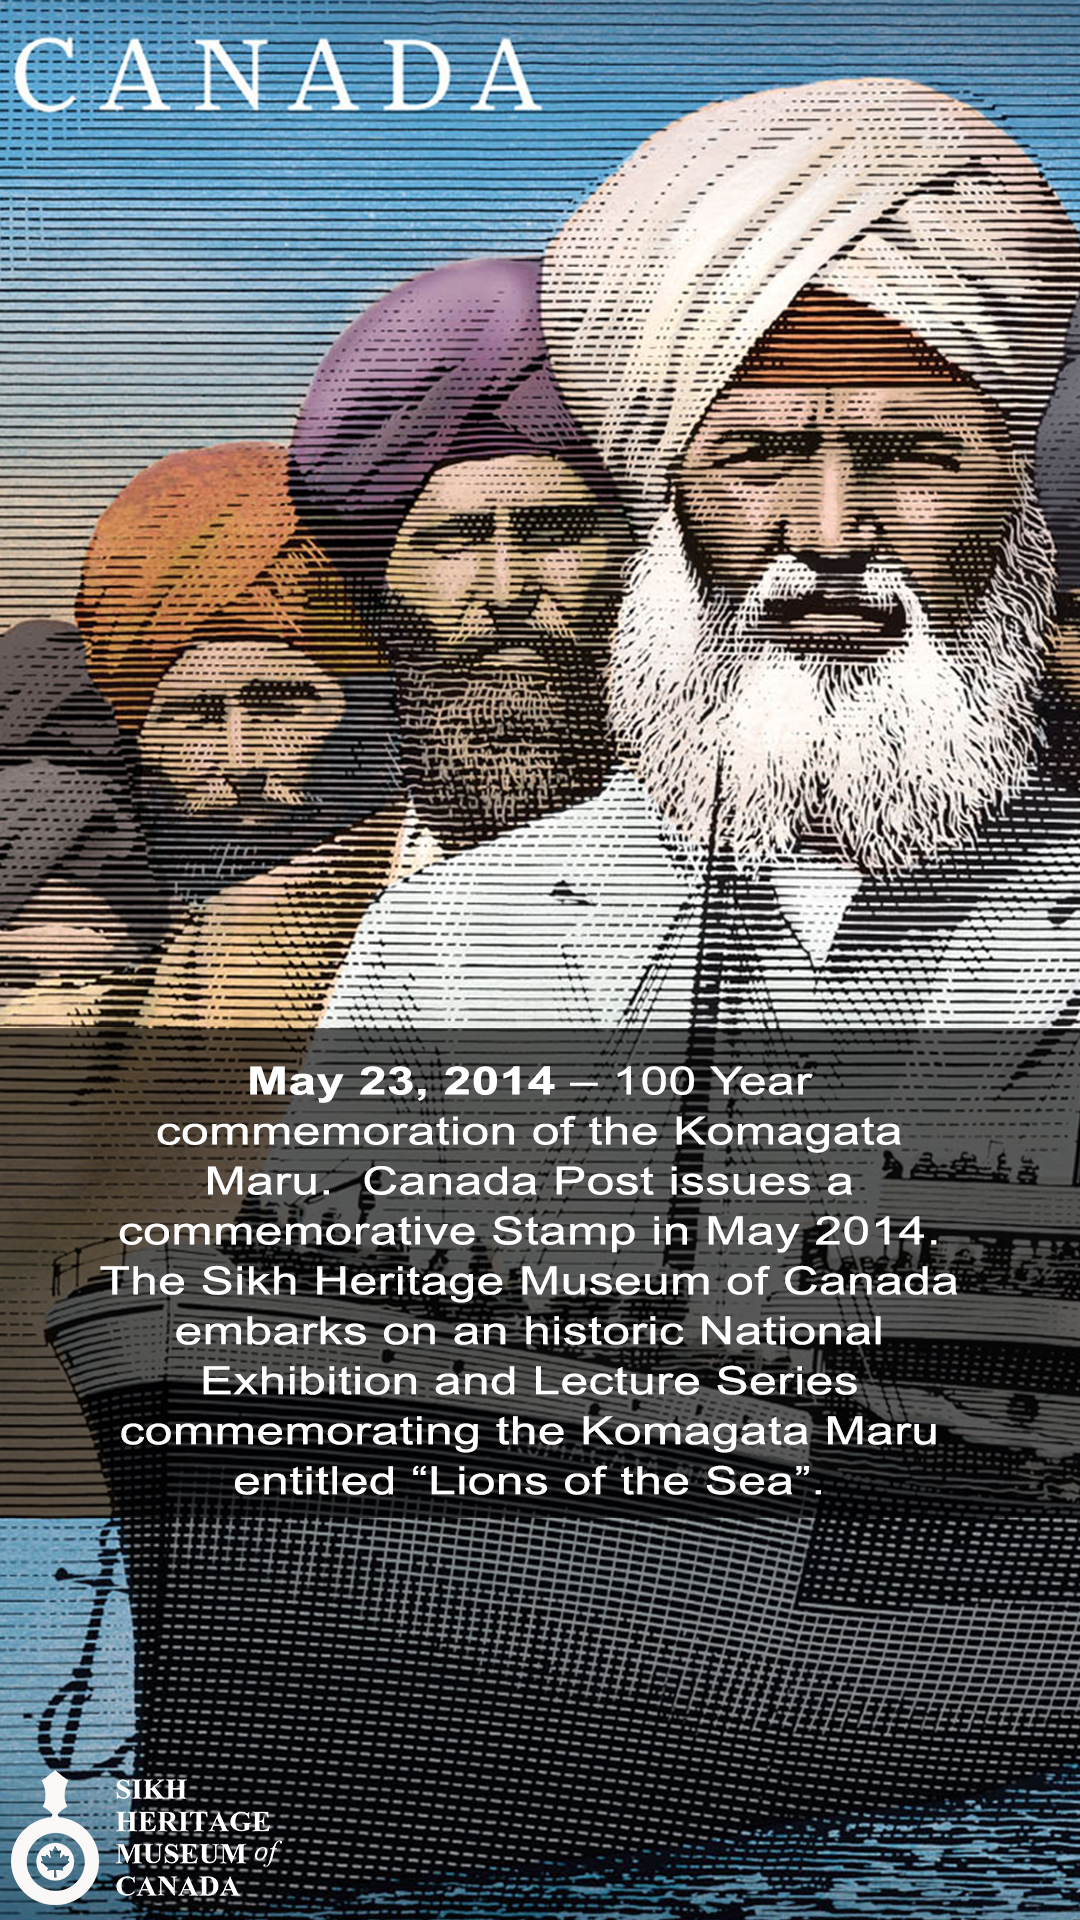 CANADA
May 23, 2014 – 100 Year
commemoration of the Komagata
Maru.  Canada Post issues a
commemorative Stamp in May 2014.
The Sikh Heritage Museum of Canada
embarks on an historic National
Exhibition and Lecture Series
commemorating the Komagata Maru
entitled “Lions of the Sea”.
SIKH
HERITAGE
MUSEUM of
CANADA